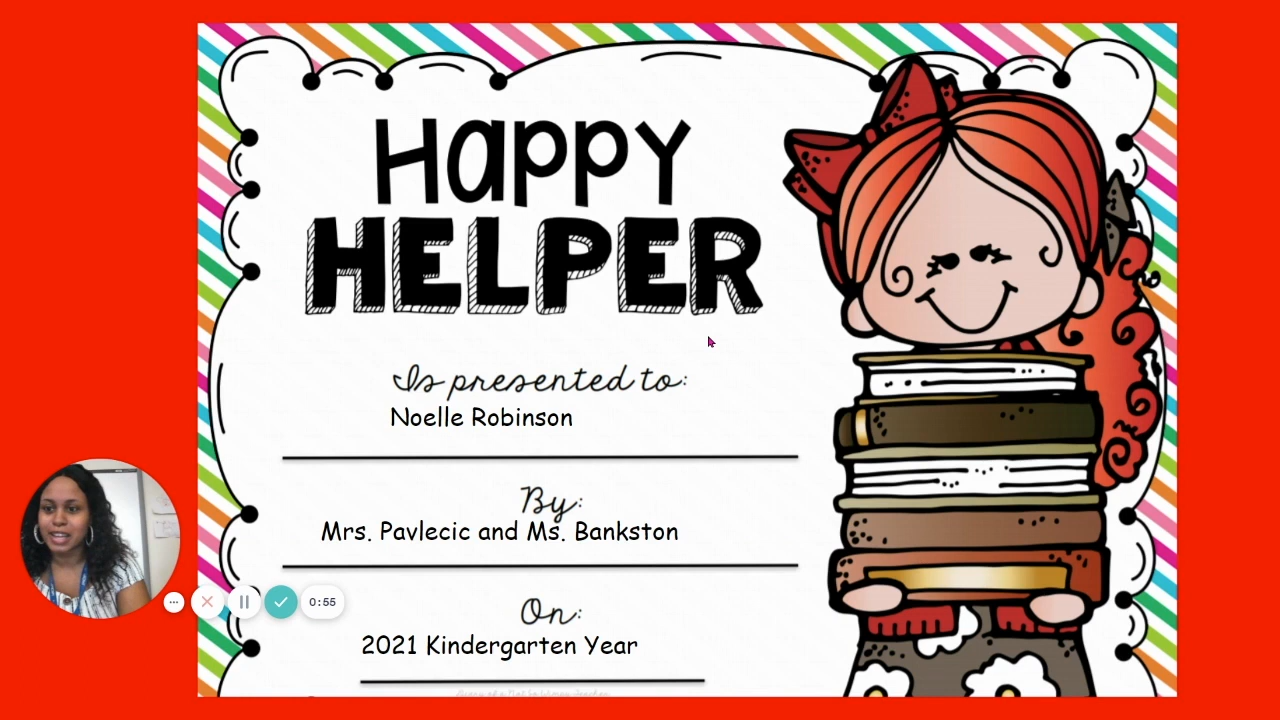 Happy
HELPER
Is presented to:
Noelle Robinson
By:
Mrs. Pavlecic and Ms. Bankston
On:
0:55
2021 Kindergarten Year